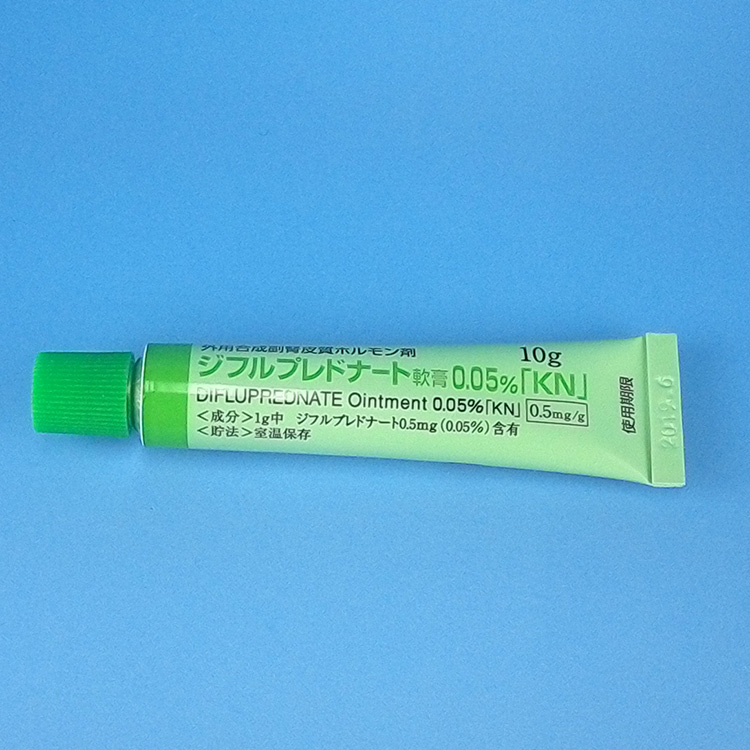 外用合成副腎皮質ホルモン剤
10g
ジフルプレドナート軟膏0.05%「KN」
DIFLUPREDNATE Ointment 0.05%「KN」 0.5mg/g
<成分>1g中 ジフルプレドナート0.5mg(0.05%)含有
<貯法>室温保存
使用期限